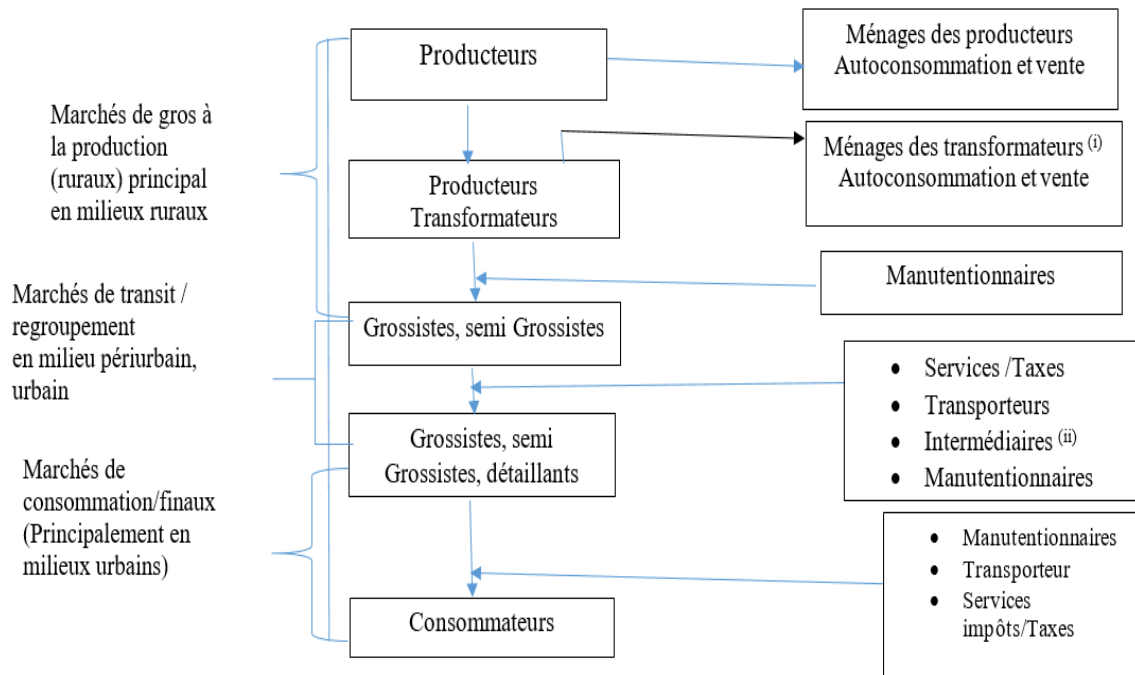 Producteurs
Ménages des producteurs
Autoconsommation et vente
Marchés de gros à
la production
(ruraux) principal
en milieux ruraux
Producteurs
Transformateurs
Ménages des transformateurs (i)
Autoconsommation et vente
Manutentionnaires
Marchés de transit /
regroupement
en milieu périurbain,
urbain
Grossistes, semi Grossistes
• Services /Taxes
• Transporteurs
• Intermédiaires (ii)
• Manutentionnaires
Grossistes, semi
Grossistes, détaillants
Marchés de
consommation/finaux
(Principalement en
milieux urbains)
• Manutentionnaires
• Transporteur
• Services
impôts/Taxes
Consommateurs